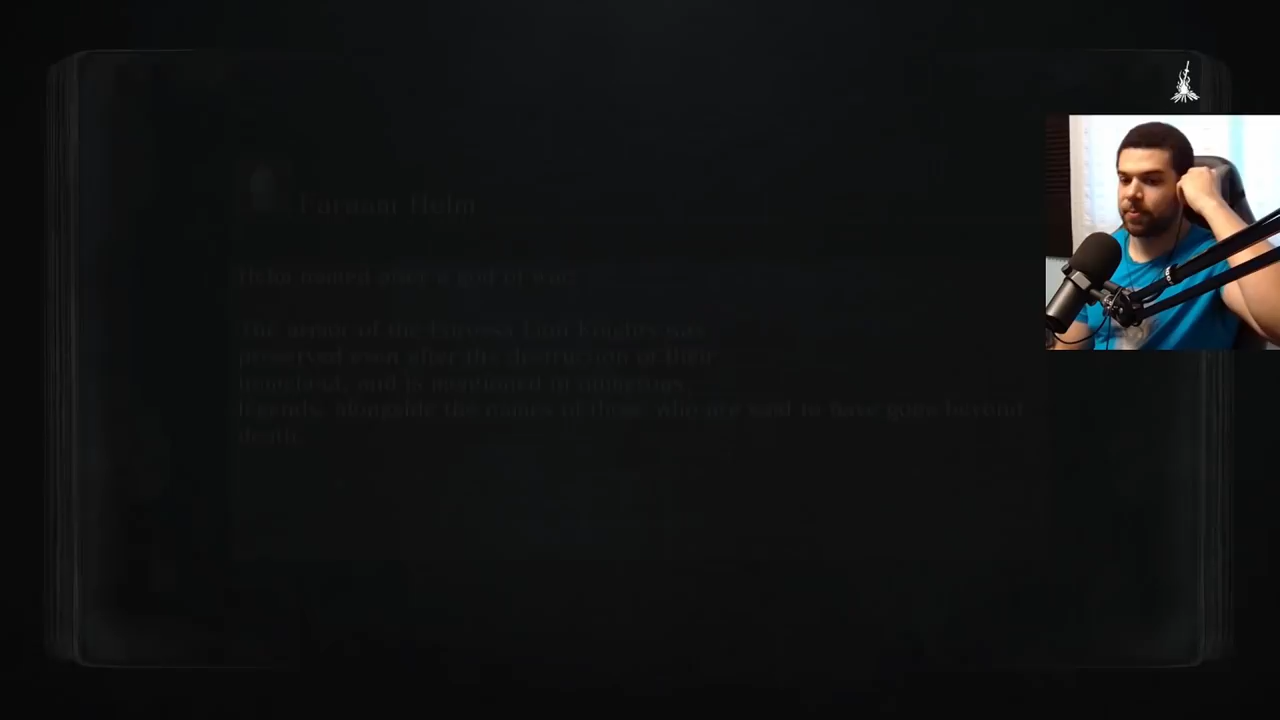 Faraam Helm
Helm named after a god of war.
The armor of the Forossa Lion Knights was
preserved even after the destruction of their
homeland, and is mentioned in numerous
legends, alongside the names of those who are said to have gone beyond
death.